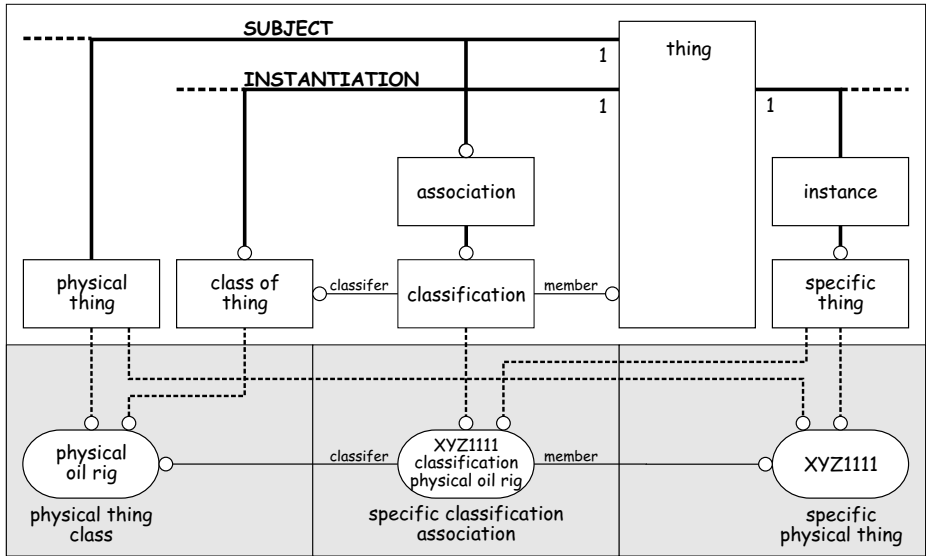 SUBJECT
1
thing
INSTANTIATION
1
1
association
instance
physical
thing
class of
thing
classifer
classification
member
specific
thing
physical
oil rig
classifer
XYZ1111
classification
physical oil rig
member
XYZ1111
physical thing
class
specific classification
association
specific
physical thing